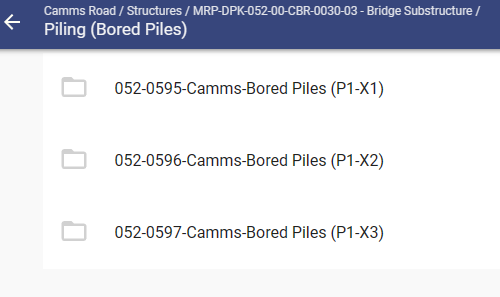 Camms Road / Structures / MRP-DPK-052-00-CBR-0030-03 - Bridge Substructure /
Piling (Bored Piles)
052-0595-Camms-Bored Piles (P1-X1)
052-0596-Camms-Bored Piles (P1-X2)
052-0597-Camms-Bored Piles (P1-X3)